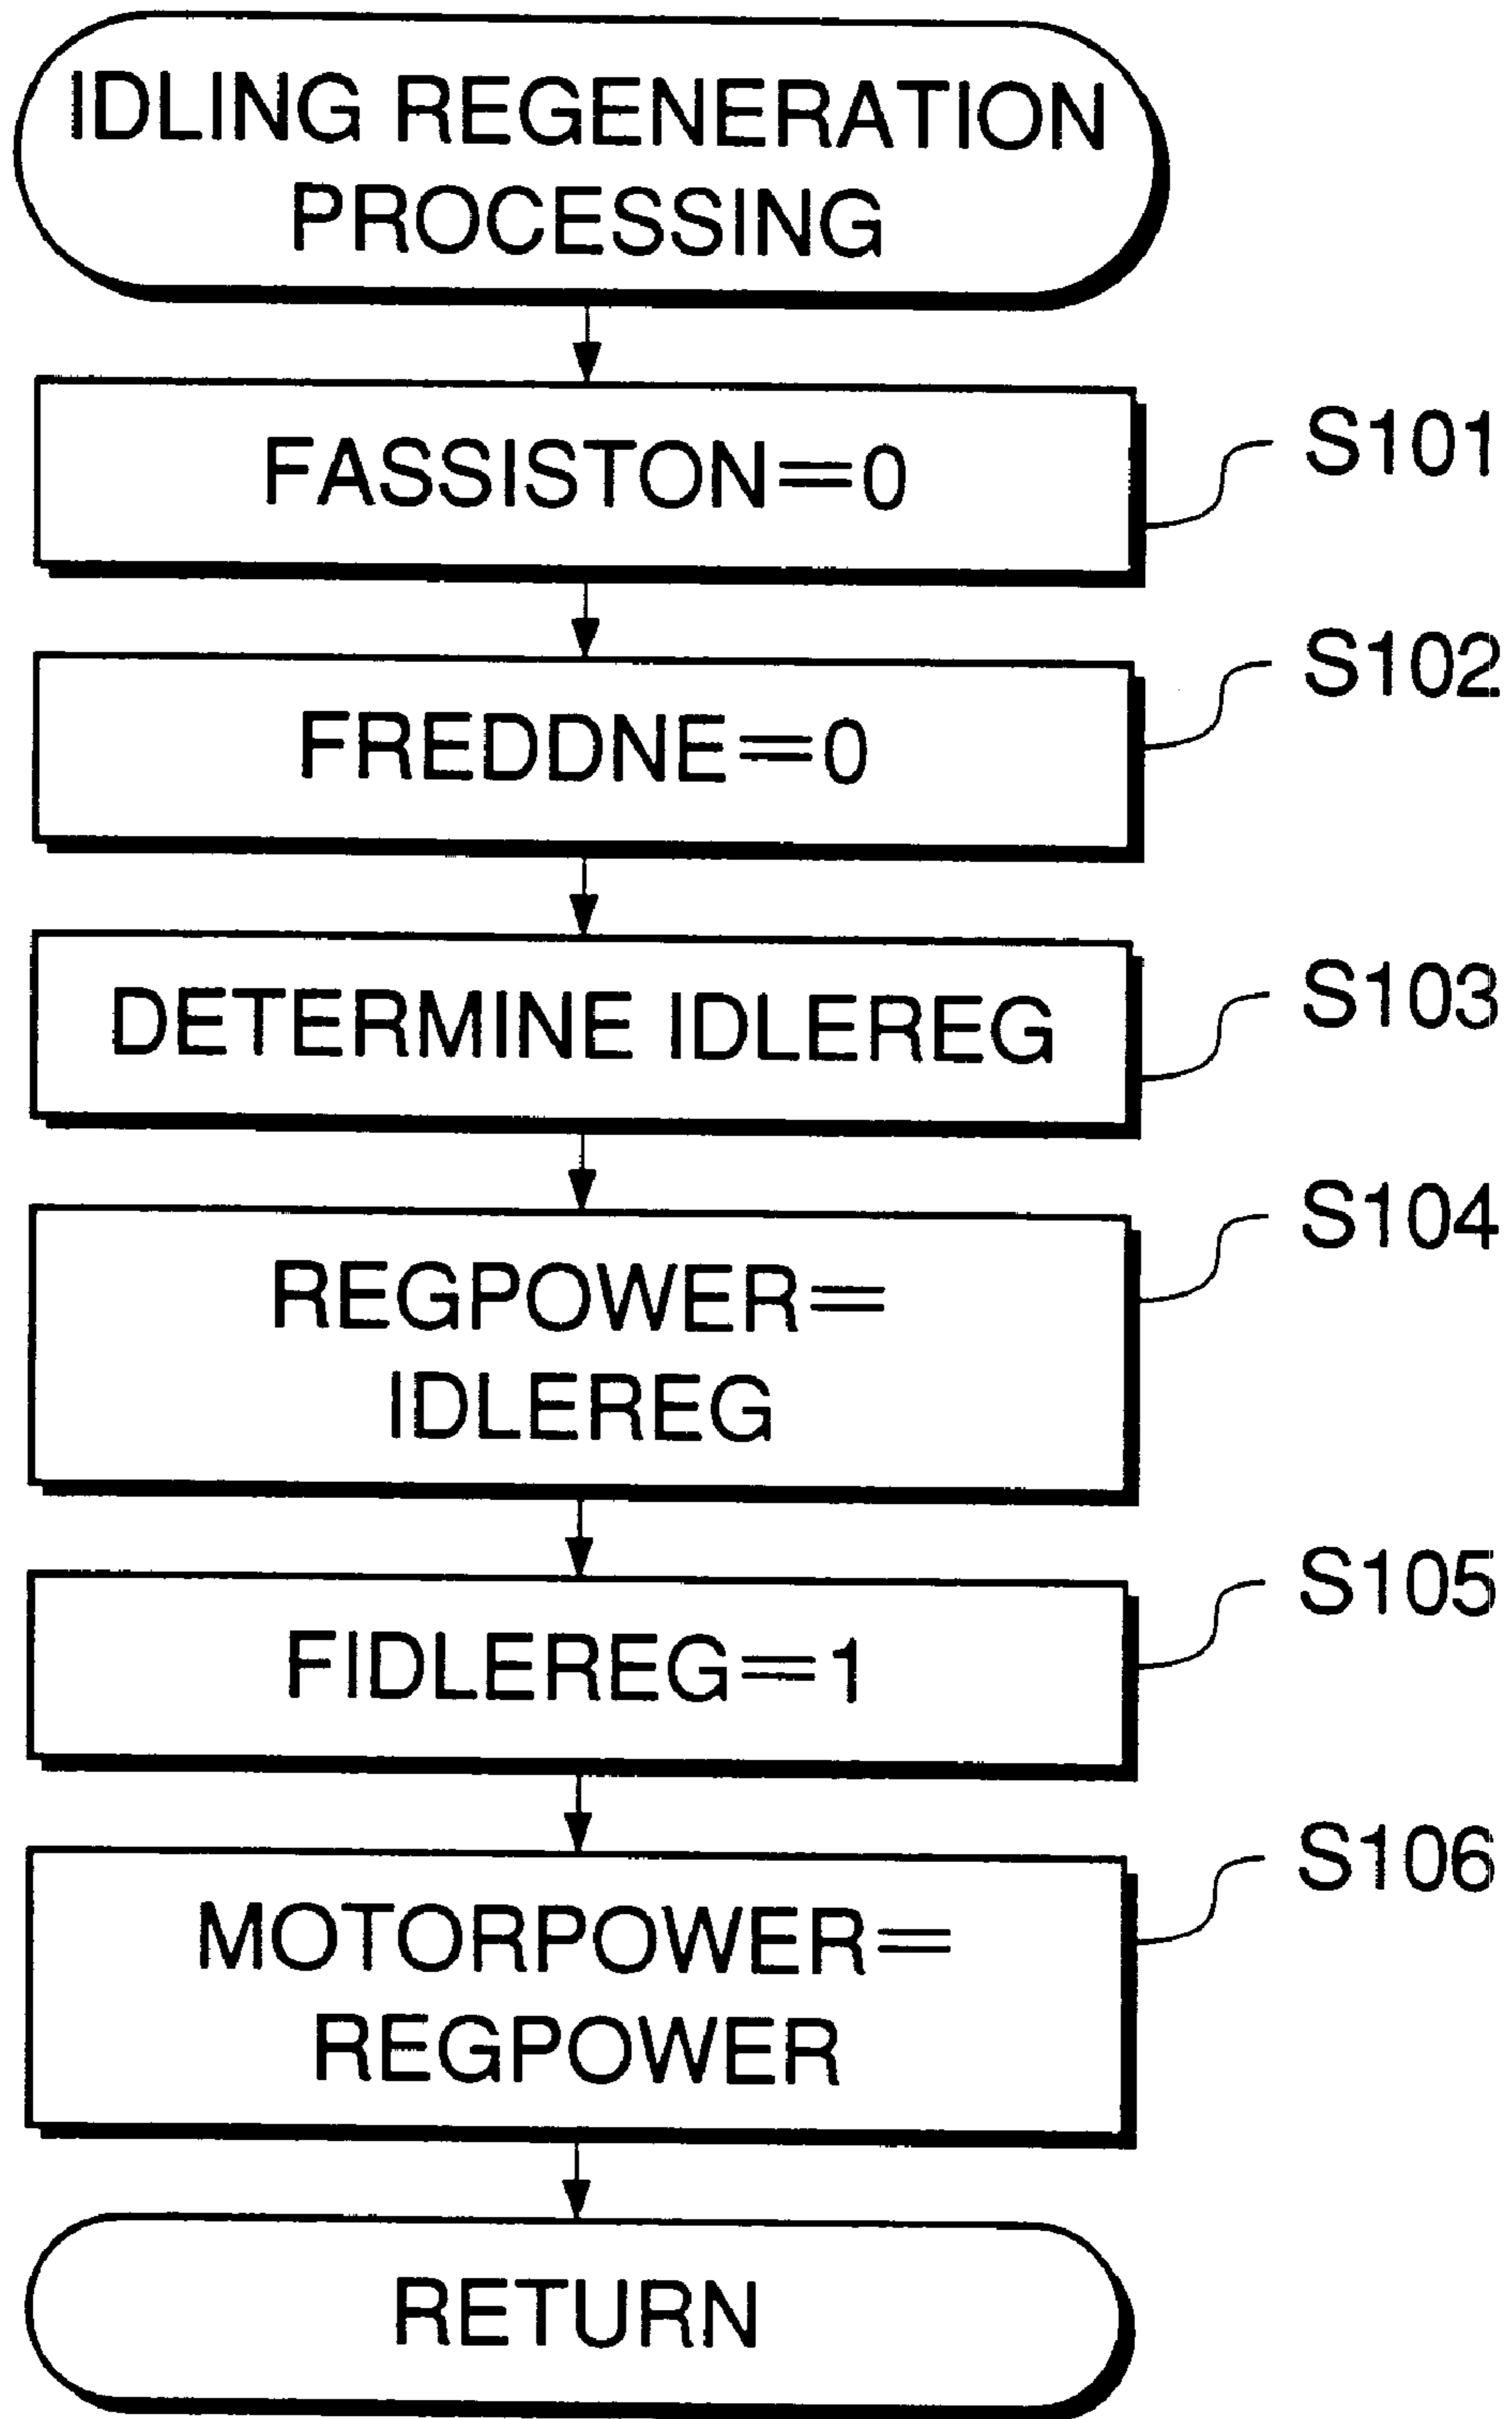 IDLING REGENERATION
PROCESSING
FASSISTON=0
S101
FREDDNE=0
S102
DETERMINE IDLEREG
S103
REGPOWER=
IDLEREG
S104
FIDLEREG=1
S105
MOTORPOWER=
REGPOWER
S106
RETURN